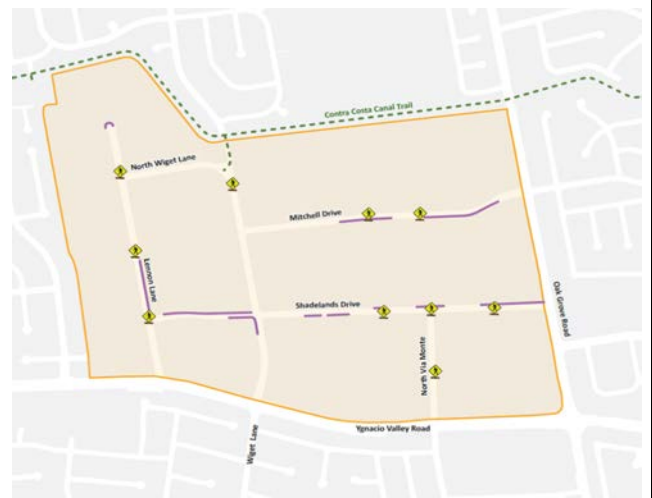 Contra Costa Canal Trail
North Wiget Lane
Mitchell Drive
Lennon Lane
Shadelands Drive
Oak Grove Road
North Via Monte
Ygnacio Valley Road
Wiget Lane